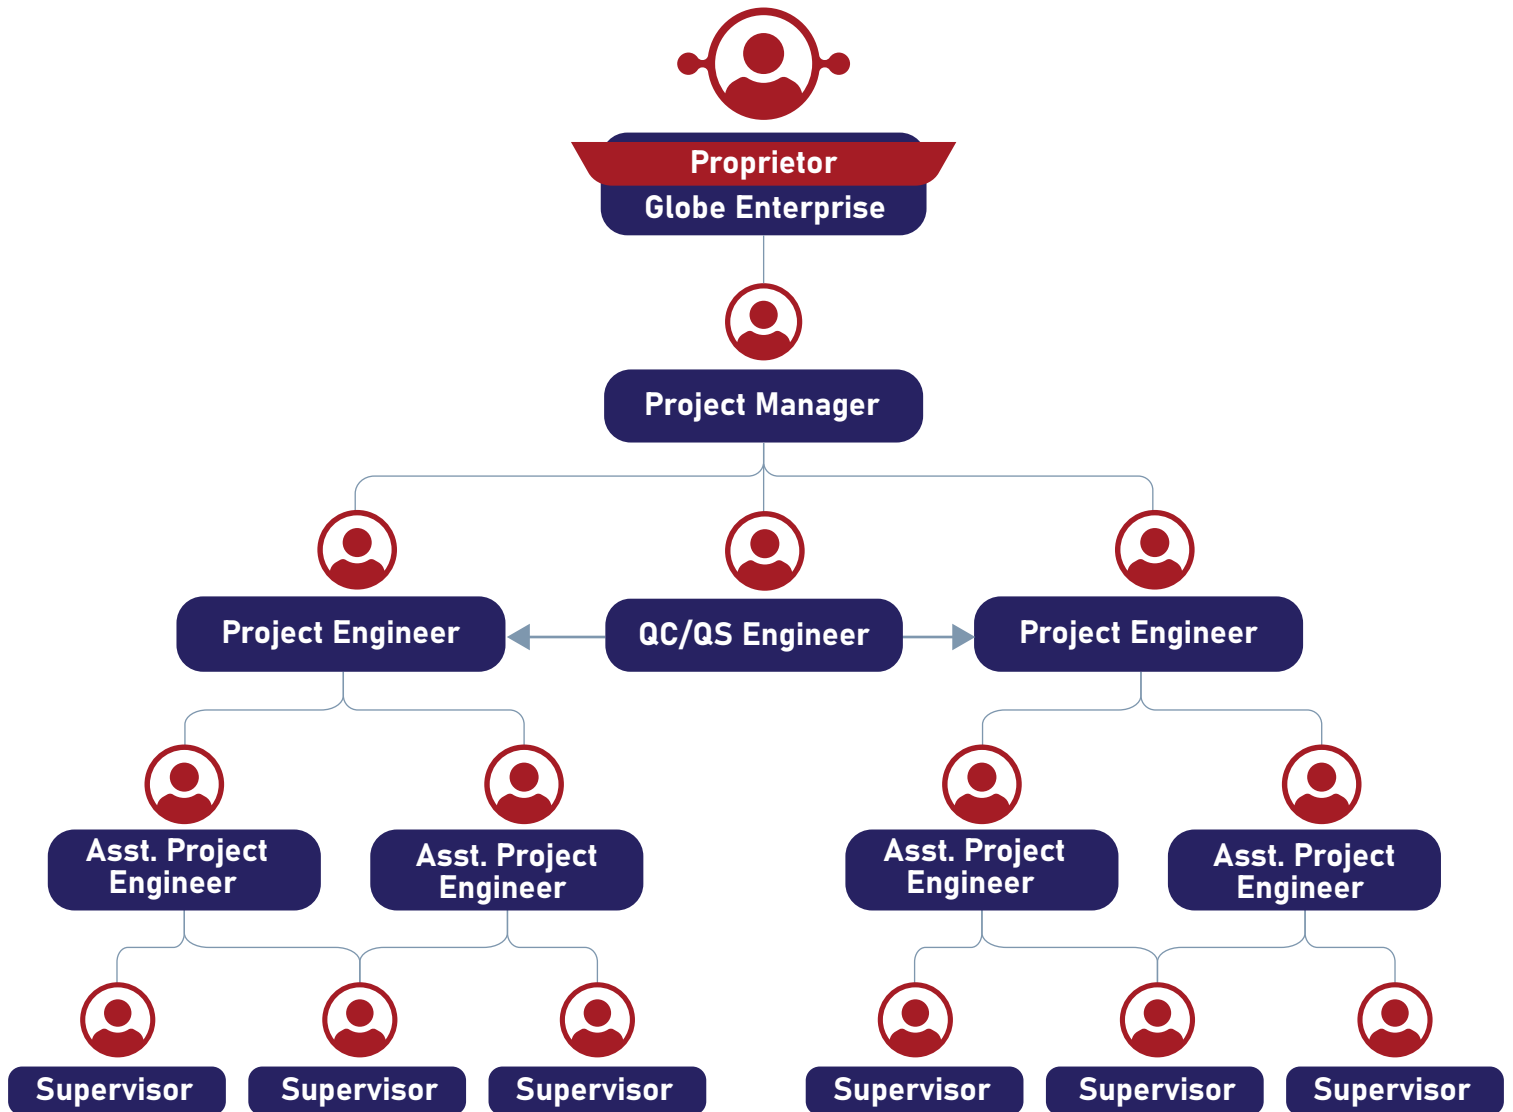 Proprietor
Globe Enterprise
Project Manager
Project Engineer
QC/QS Engineer
Project Engineer
Asst. Project
Engineer
Asst. Project
Engineer
Asst. Project
Engineer
Asst. Project
Engineer
Supervisor
Supervisor
Supervisor
Supervisor
Supervisor
Supervisor